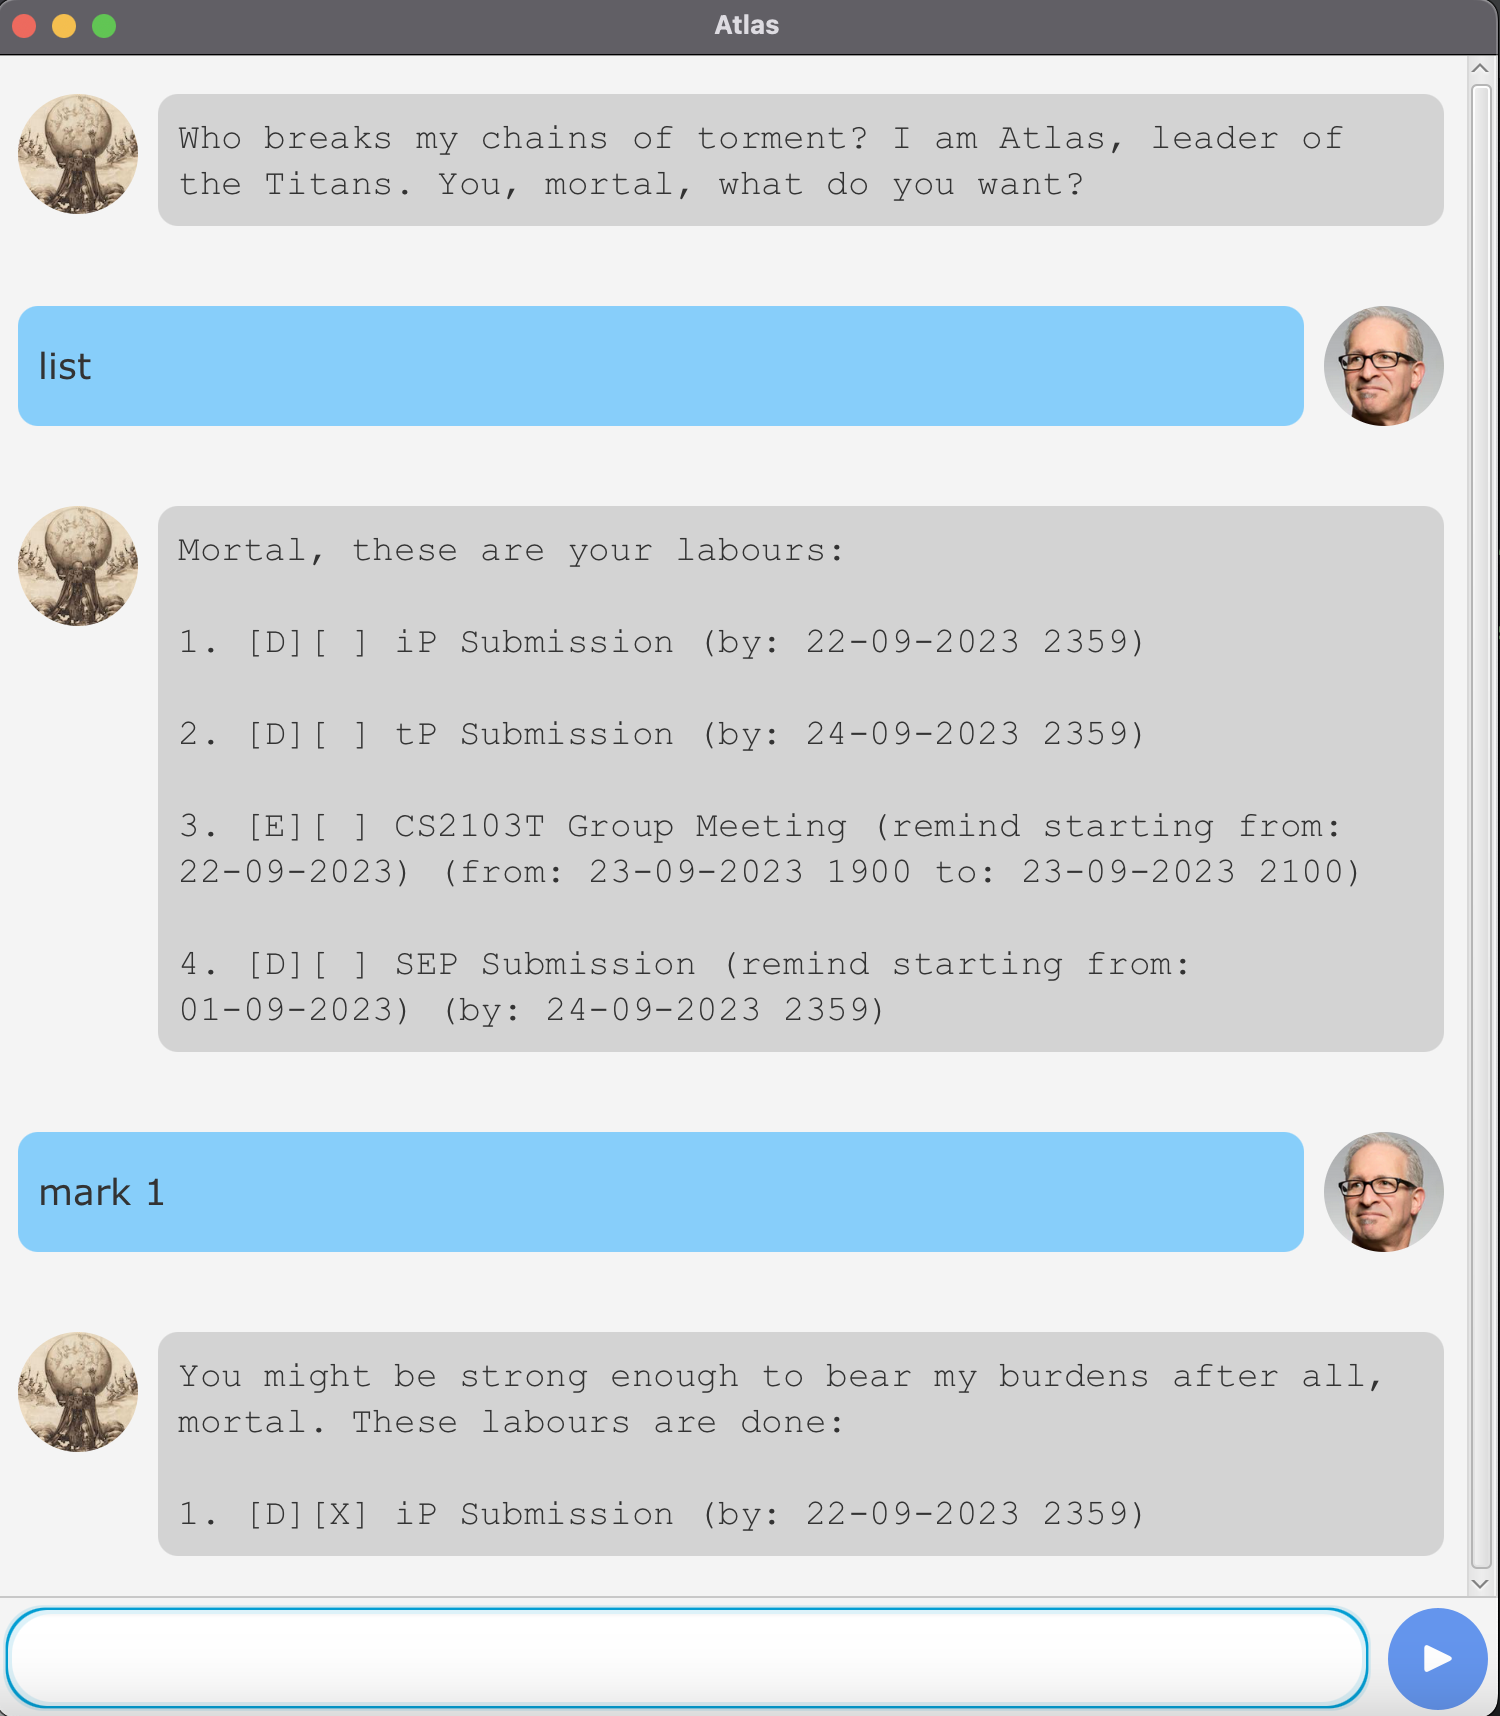 Atlas
Who breaks my chains of torment? I am Atlas, leader of
the Titans. You, mortal, what do you want?
list
Mortal, these are your labours:
1. [D][ ] iP Submission (by: 22-09-2023 2359)
2. [D][ ] tP Submission (by: 24-09-2023 2359)
3. [E][ ] CS2103T Group Meeting (remind starting from:
22-09-2023) (from: 23-09-2023 1900 to: 23-09-2023 2100)
4. [D][ ] SEP Submission (remind starting from:
01-09-2023) (by: 24-09-2023 2359)
mark 1
You might be strong enough to bear my burdens after all,
mortal. These labours are done:
1. [D][X] iP Submission (by: 22-09-2023 2359)